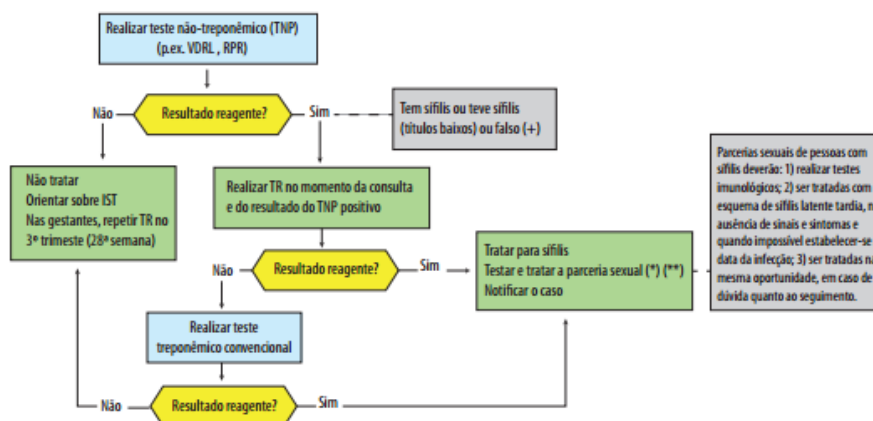 Realizar teste não-treponêmico (TNP)
(p.ex. VDRL , RPR)
Não
Resultado reagente?
Sim
Tem sífilis ou teve sífilis
(títulos baixos) ou falso (+)
Não tratar
Orientar sobre IST
Nas gestantes, repetir TR no
3º trimeste (28ª semana)
Realizar TR no momento da consulta
e do resultado do TNP positivo
Parcerias sexuais de pessoas com
sífilis deverão: 1) realizar testes
imunológicos; 2) ser tratadas com
esquema de sífilis latente tardia, n
ausência de sinais e sintomas e
quando impossível estabelecer-se
data da infecção; 3) ser tratadas na
mesma oportunidade, em caso de
dúvida quanto ao seguimento.
Não
Resultado reagente?
Sim
Tratar para sífilis
Testar e tratar a parceria sexual (*) (**)
Notificar o caso
Realizar teste
treponêmico convencional
Não
Resultado reagente?
Sim